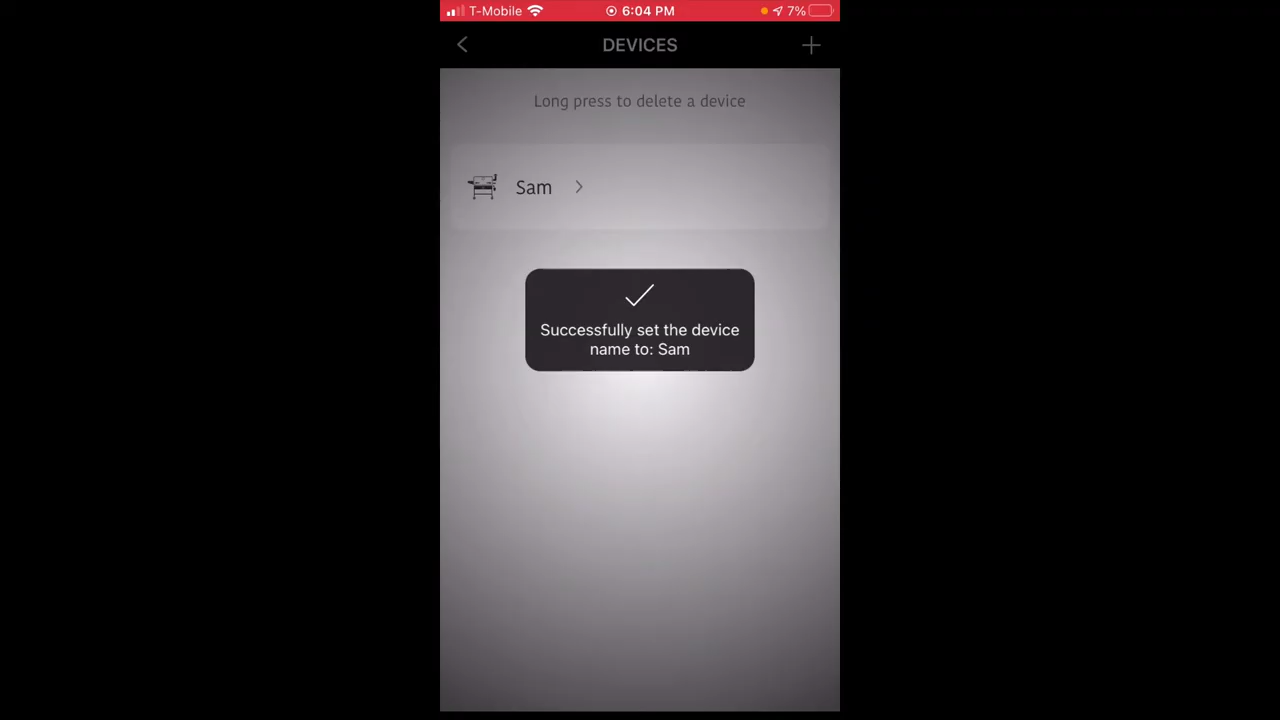 T-Mobile 6:04 PM 7%
DEVICES
Long press to delete a device
Sam
Successfully set the device
name to: Sam